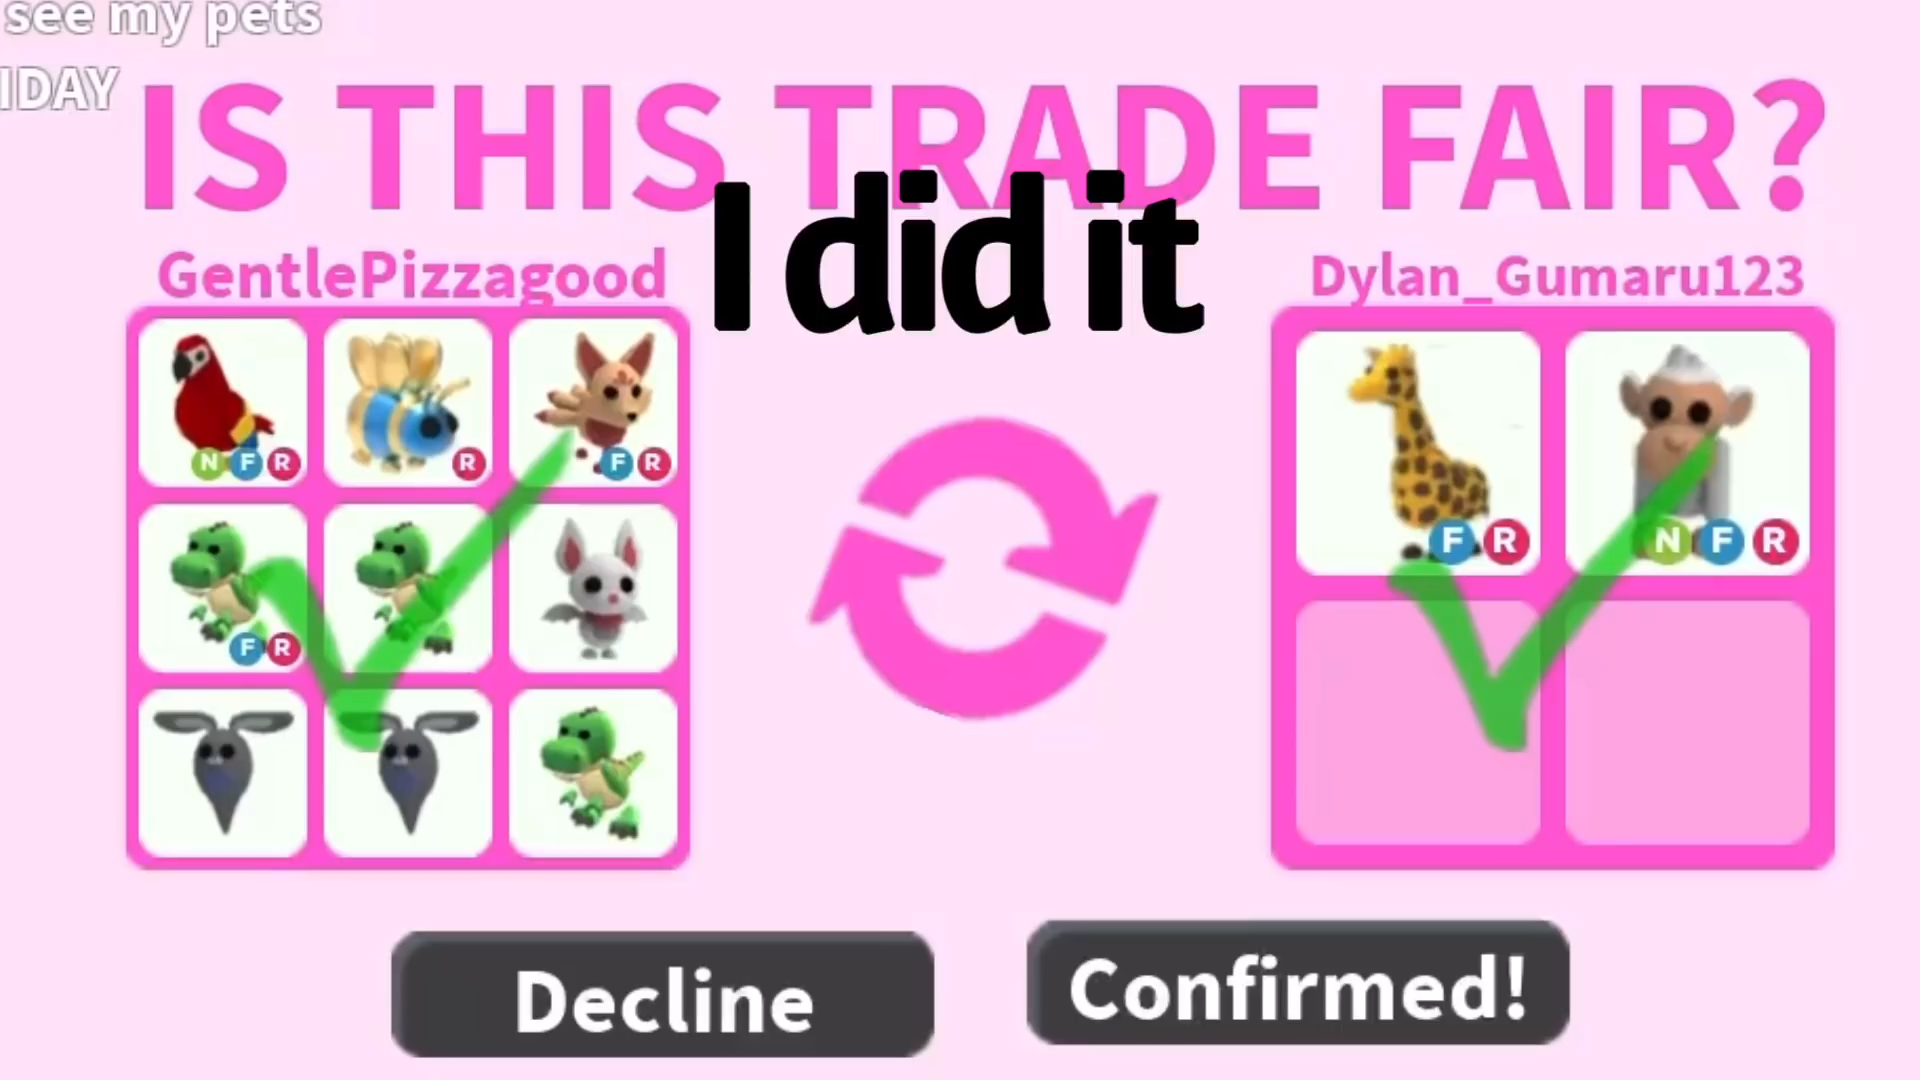 see my pets
IDAY
IS THIS TRADE FAIR?
I did it
GentlePizzagood
Dylan_Gumaru123
N F R
R
F R
F R
F R
N F R
Decline
Confirmed!